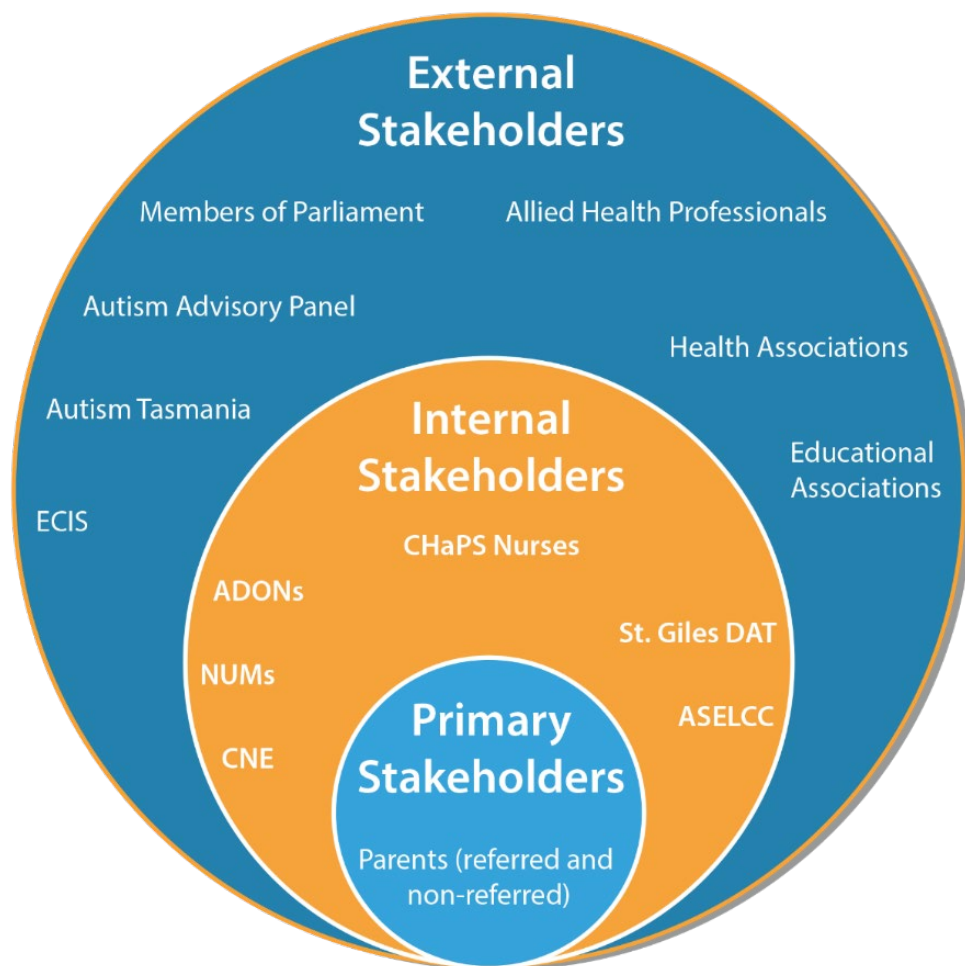 External
Stakeholders
Members of Parliament
Allied Health Professionals
Autism Advisory Panel
Health Associations
Autism Tasmania
Educational
Associations
ECIS
Internal
Stakeholders
CHaPS Nurses
ADONs
St. Giles DAT
NUMs
ASELCC
CNE
Primary
Stakeholders
Parents (referred and
non-referred)